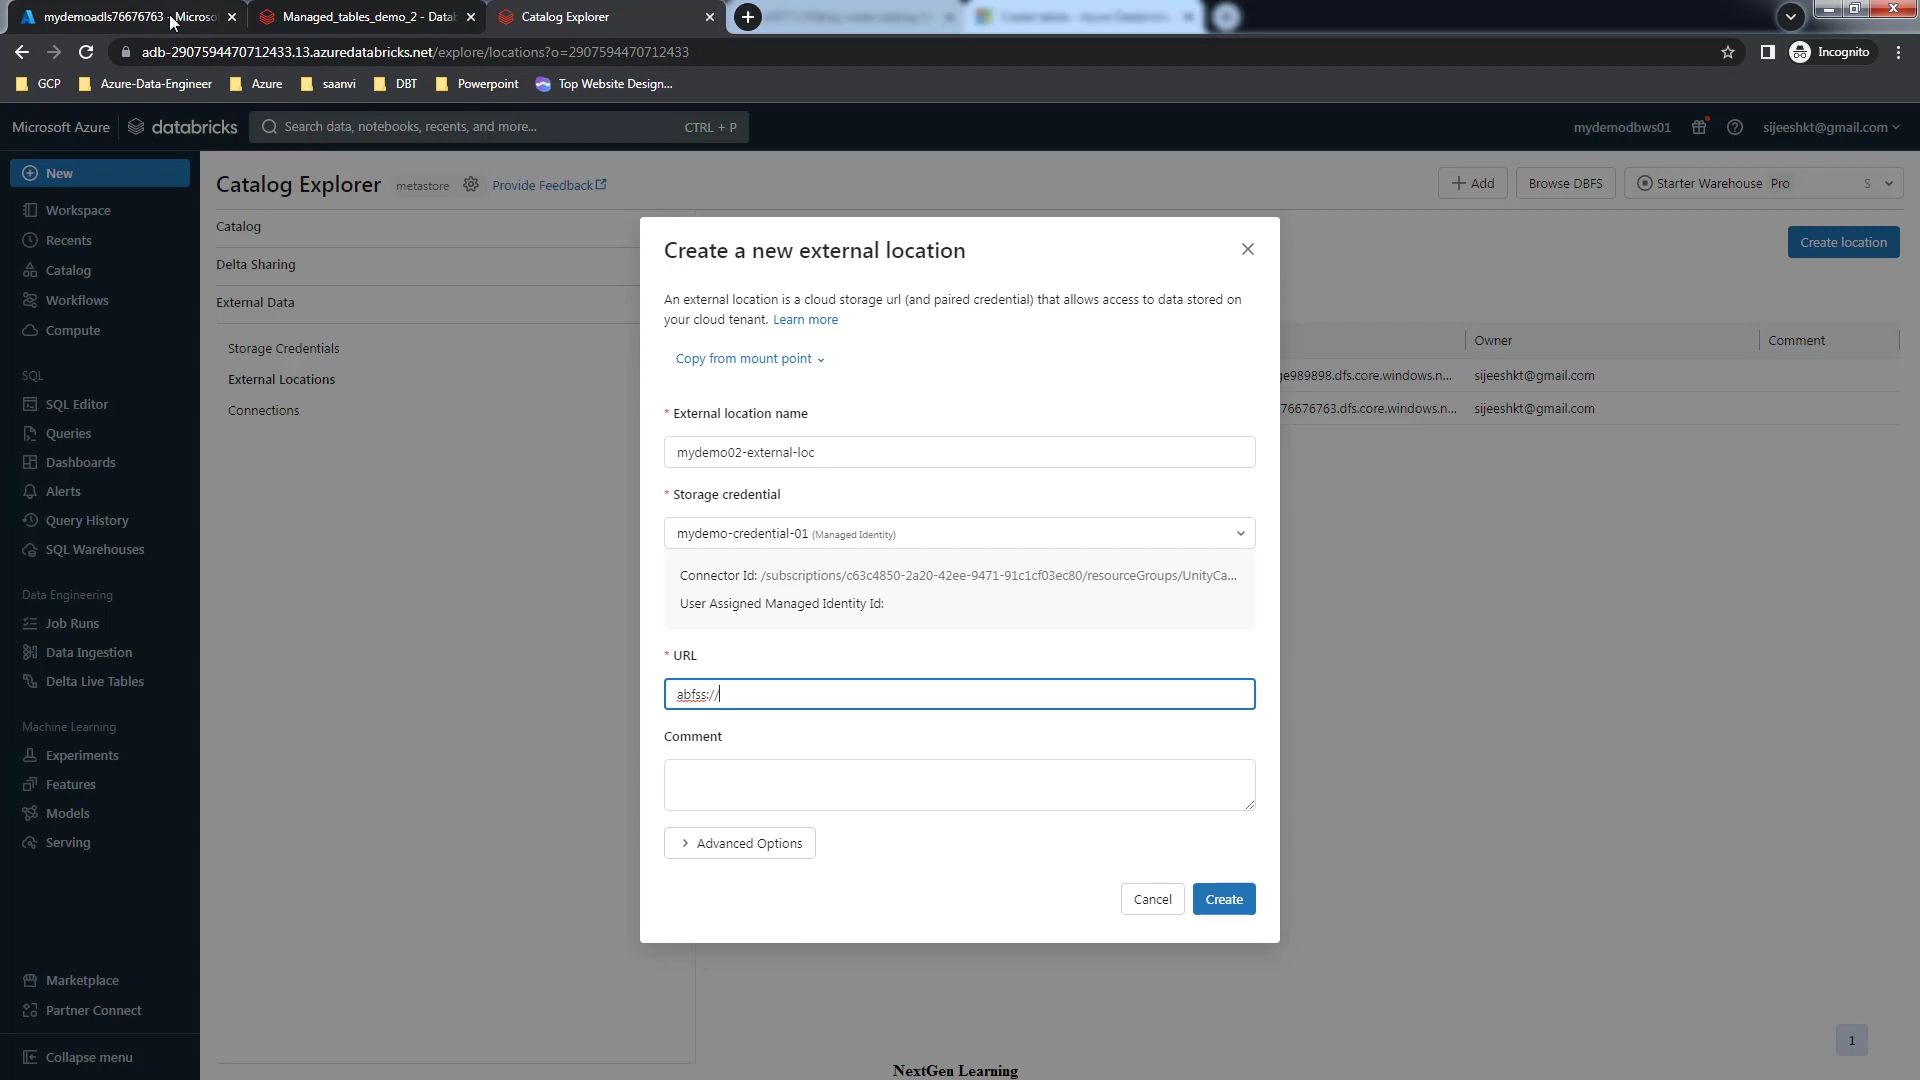 mydemoadls76676763 - Microso
Managed_tables_demo_2 - Datab
Catalog Explorer
adb-2907594470712433.13.azuredatabricks.net/explore/locations?o=2907594470712433
Incognito
GCP
Azure-Data-Engineer
Azure
saanvi
DBT
Powerpoint
Top Website Design...
Microsoft Azure
databricks
Search data, notebooks, recents, and more...
CTRL + P
mydemodbws01
sijeeshkt@gmail.com
New
Workspace
Recents
Catalog
Workflows
Compute
SQL
SQL Editor
Queries
Dashboards
Alerts
Query History
SQL Warehouses
Data Engineering
Job Runs
Data Ingestion
Delta Live Tables
Machine Learning
Experiments
Features
Models
Serving
Marketplace
Partner Connect
Collapse menu
Catalog Explorer
metastore
Provide Feedback
Add
Browse DBFS
Starter Warehouse Pro S
Catalog
Delta Sharing
External Data
Storage Credentials
External Locations
Connections
Create location
Owner
Comment
ge989898.dfs.core.windows.n...
sijeeshkt@gmail.com
76676763.dfs.core.windows.n...
sijeeshkt@gmail.com
1
Create a new external location
An external location is a cloud storage url (and paired credential) that allows access to data stored on
your cloud tenant. Learn more
Copy from mount point
* External location name
mydemo02-external-loc
* Storage credential
mydemo-credential-01 (Managed Identity)
Connector Id: /subscriptions/c63c4850-2a20-42ee-9471-91c1cf03ec80/resourceGroups/UnityCa...
User Assigned Managed Identity Id:
* URL
abfss://
Comment
Advanced Options
Cancel
Create
NextGen Learning